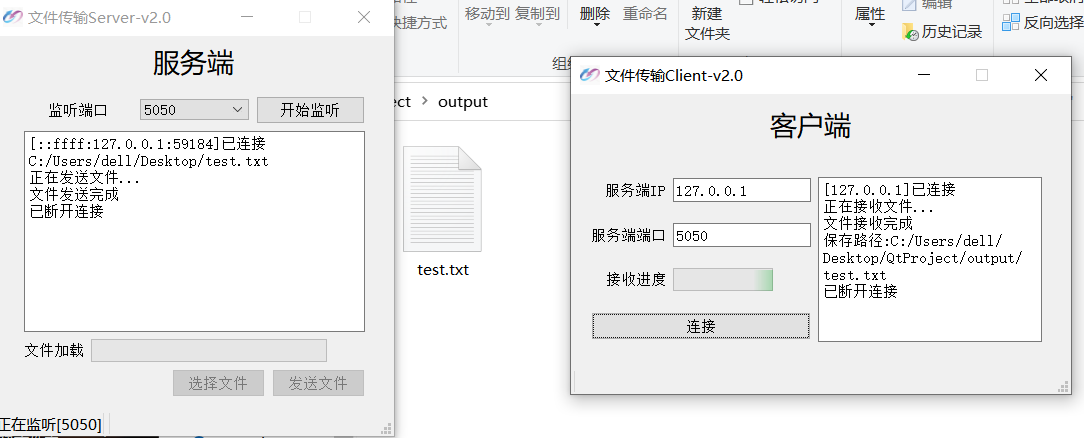 文件传输Server-v2.0
服务端
监听端口
5050
开始监听
[::ffff:127.0.0.1:59184]已连接
C:/Users/dell/Desktop/test.txt
正在发送文件...
文件发送完成
已断开连接
文件加载
选择文件
发送文件
正在监听[5050]
快捷方式
移动到
复制到
删除
重命名
新建
文件夹
属性
编辑
历史记录
反向选择
组织
output
test.txt
文件传输Client-v2.0
客户端
服务端IP
127.0.0.1
服务端端口
5050
接收进度
连接
[127.0.0.1]已连接
正在接收文件...
文件接收完成
保存路径:C:/Users/dell/
Desktop/QtProject/output/
test.txt
已断开连接